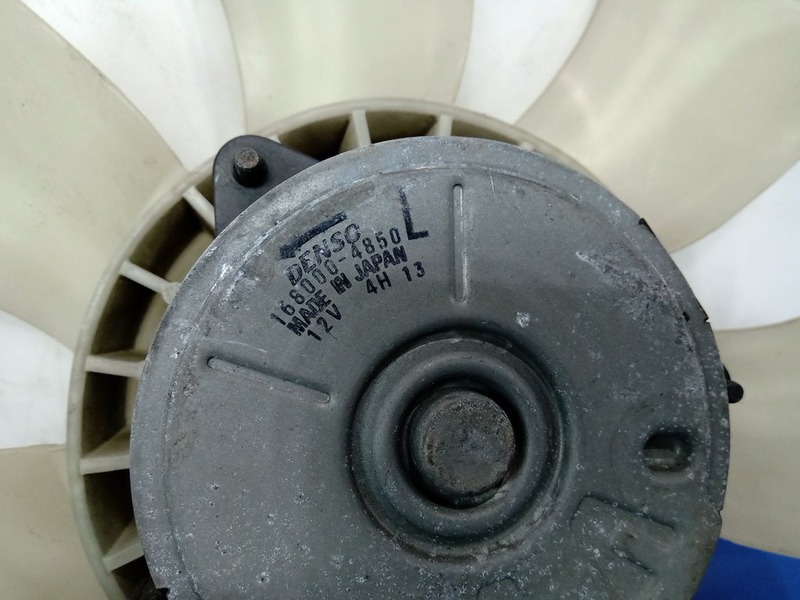 L
DENSO
168000-4850
MADE IN JAPAN
12V 4H 13